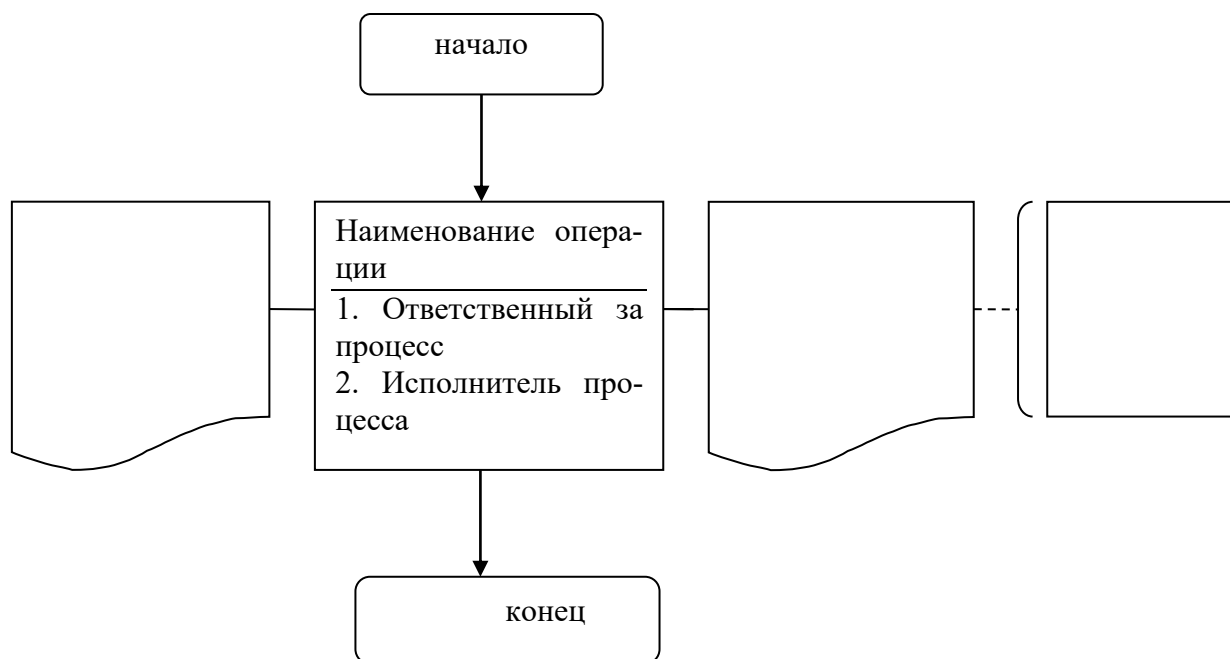 начало
Наименование опера-
ции
1. Ответственный за
процесс
2. Исполнитель про-
цесса
конец